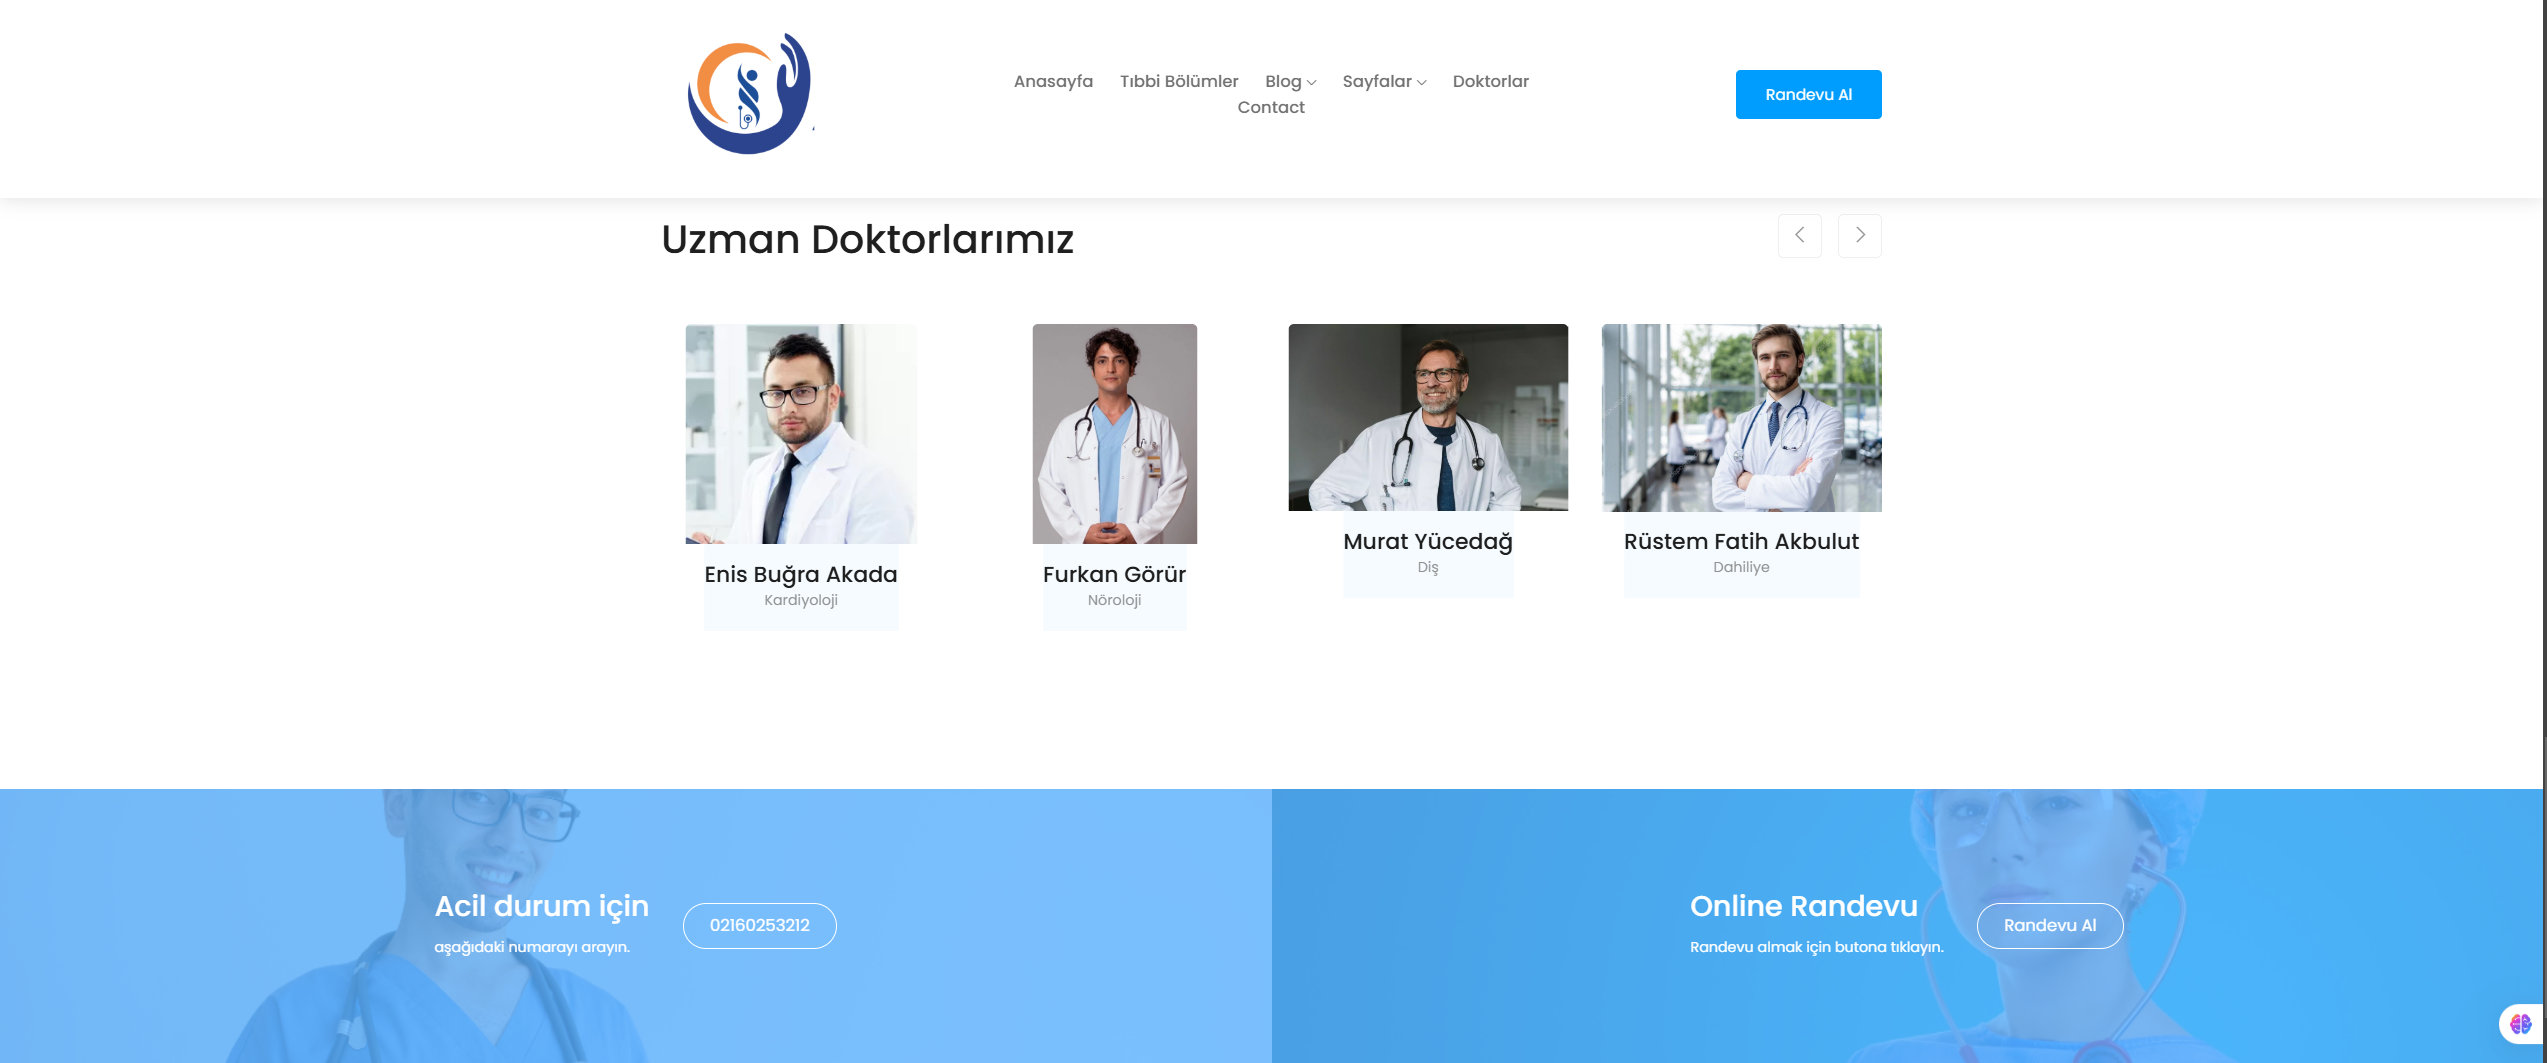 Anasayfa Tıbbi Bölümler Blog Sayfalar Doktorlar
Contact
Randevu Al
Uzman Doktorlarımız
Enis Buğra Akada
Kardiyoloji
Furkan Görür
Nöroloji
Murat Yücedağ
Diş
Rüstem Fatih Akbulut
Dahiliye
Acil durum için
aşağıdaki numarayı arayın.
02160253212
Online Randevu
Randevu almak için butona tıklayın.
Randevu Al